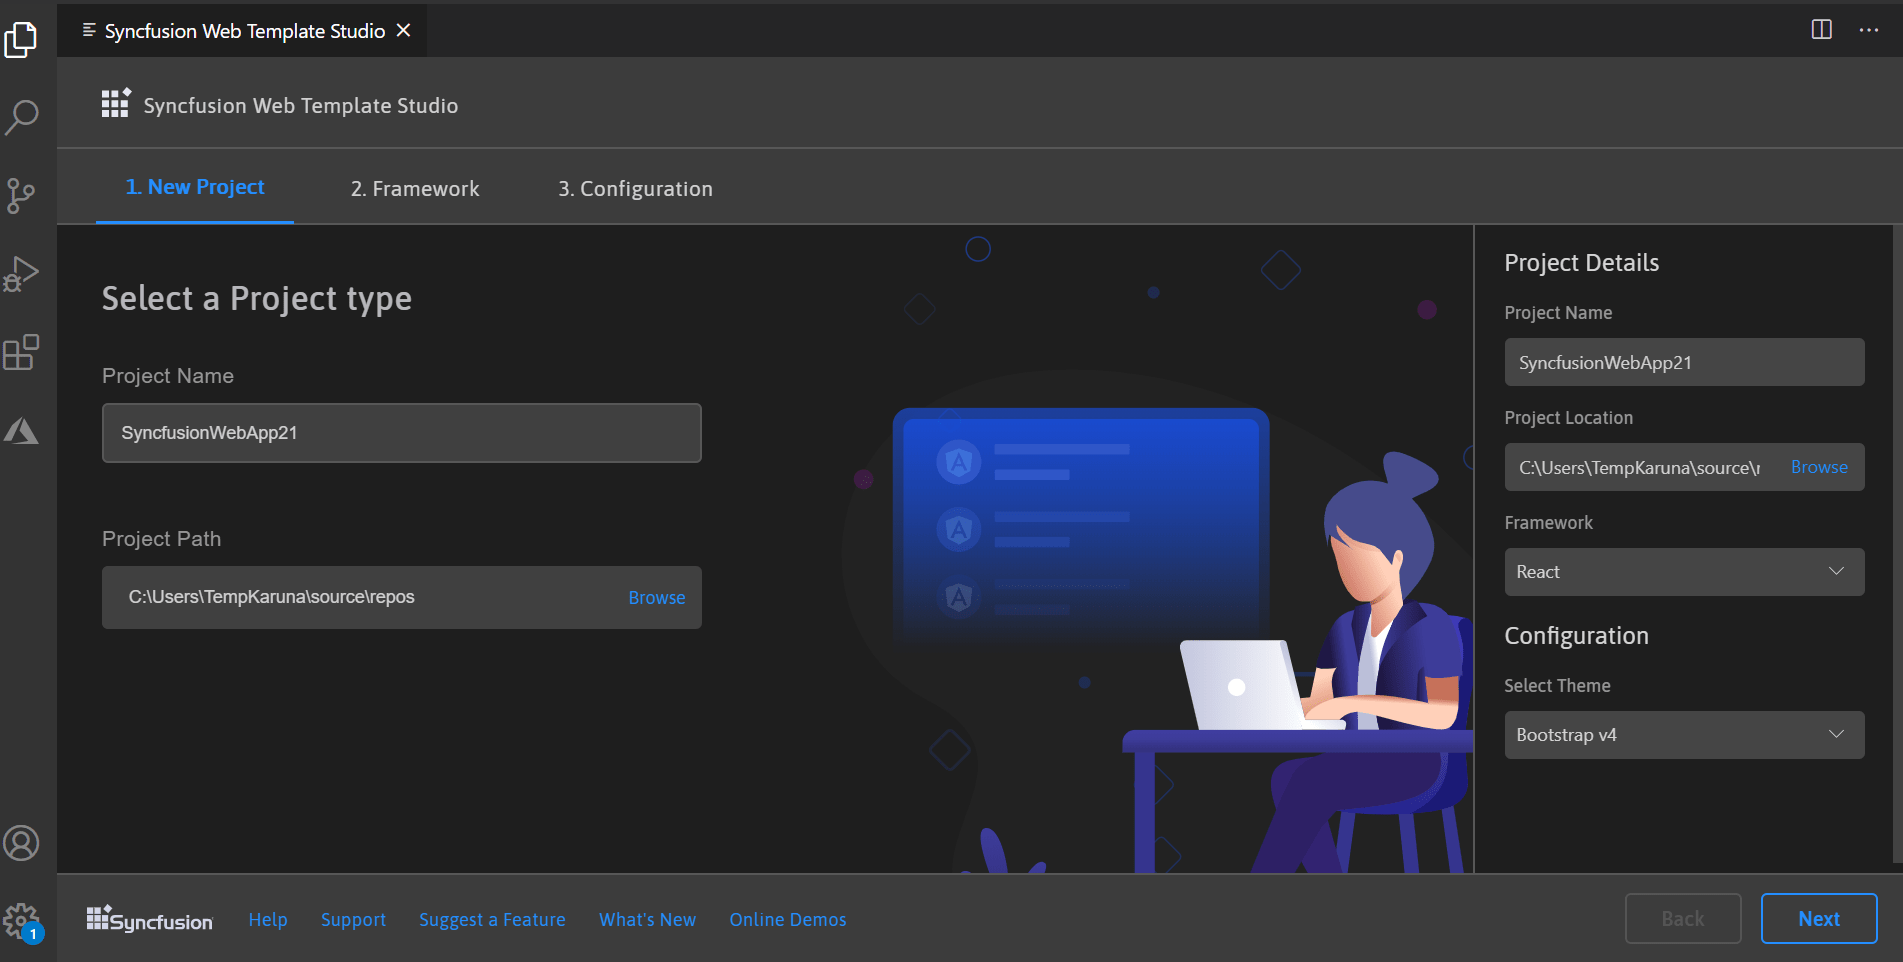 Syncfusion Web Template Studio
Syncfusion Web Template Studio
1. New Project
2. Framework
3. Configuration
Select a Project type
Project Name
SyncfusionWebApp21
Project Path
C:\Users\TempKaruna\source\repos
Browse
A
A
A
Project Details
Project Name
SyncfusionWebApp21
Project Location
C:\Users\TempKaruna\source\r
Browse
Framework
React
Configuration
Select Theme
Bootstrap v4
1
Syncfusion
Help
Support
Suggest a Feature
What's New
Online Demos
Back
Next